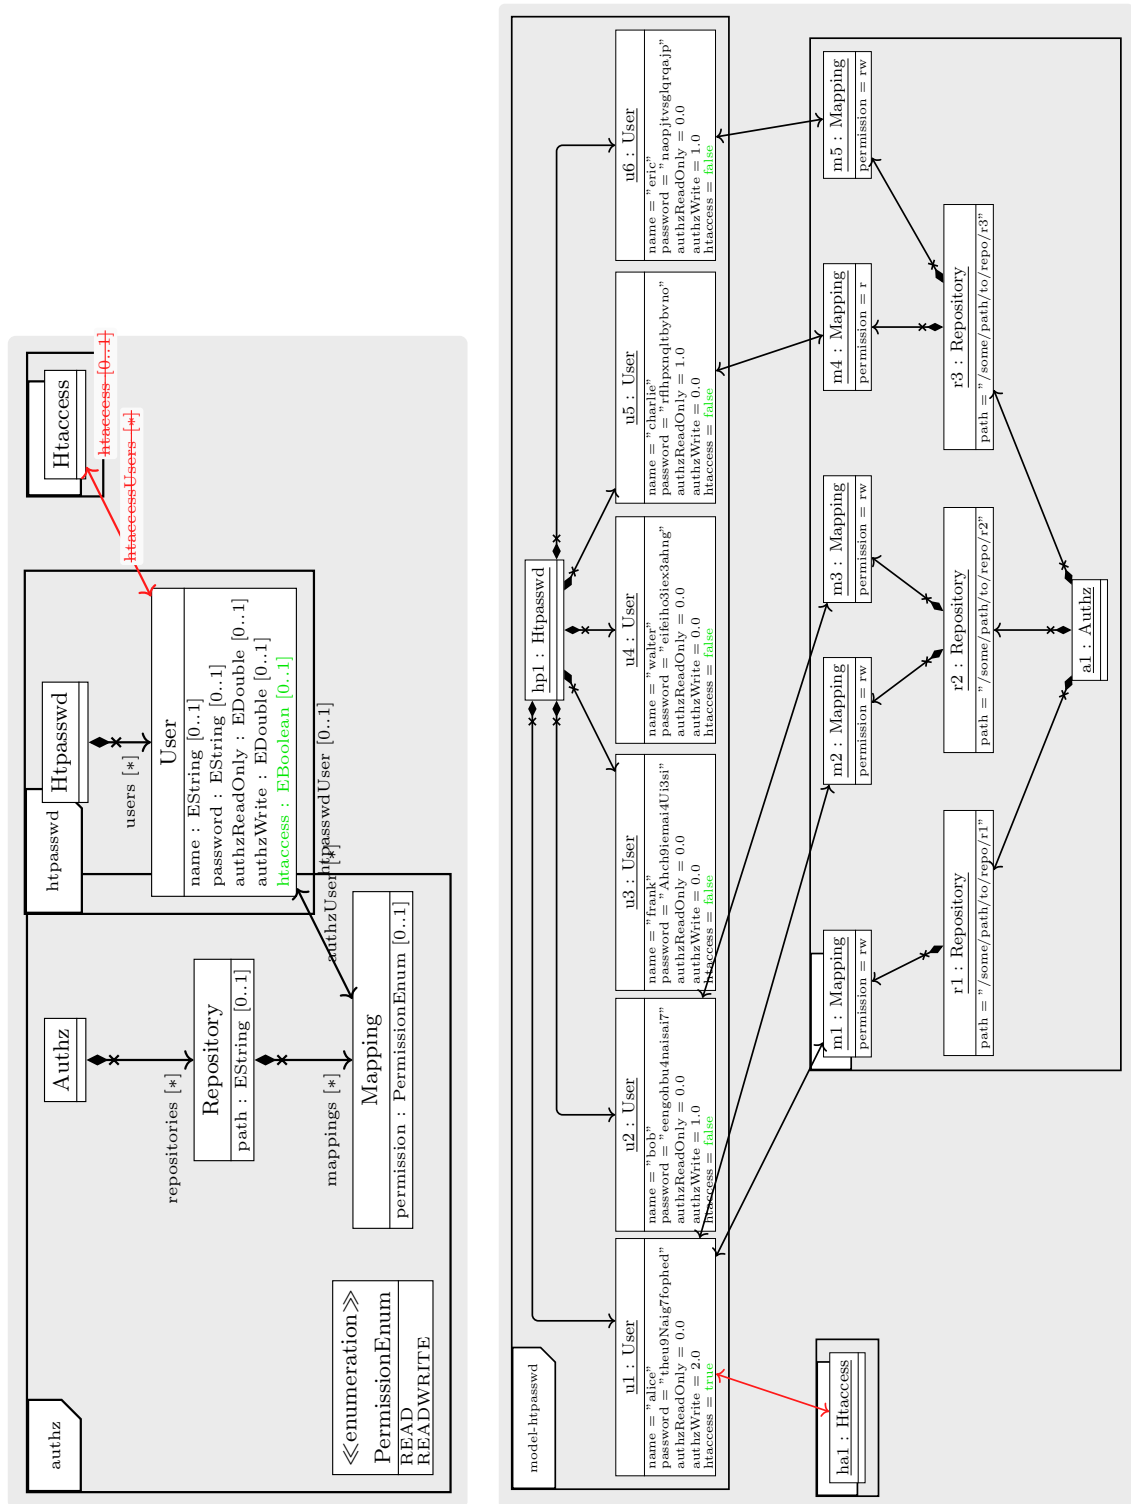 authz
Authz
repositories [*]
Repository
path : EString [0..1]
mappings [*]
Mapping
permission : PermissionEnum [0..1]
≪enumeration≫
PermissionEnum
READ
READWRITE
htpasswd
Htpasswd
users [*]
User
name : EString [0..1]
password : EString [0..1]
authzReadOnly : EDouble [0..1]
authzWrite : EDouble [0..1]
htaccess : EBoolean [0..1]
authzUser [*]
htpasswdUser [0..1]
Htaccess
htaccess [0..1]
htaccessUsers [*]
model-htpasswd
hp1 : Htpasswd
u1 : User
name = "alice"
password = "theu9Naig7fophed"
authzReadOnly = 0.0
authzWrite = 2.0
htaccess = true
u2 : User
name = "bob"
password = "eengohbu4naisai7"
authzReadOnly = 0.0
authzWrite = 1.0
htaccess = false
u3 : User
name = "frank"
password = "Ahch9iemai4Ui3si"
authzReadOnly = 0.0
authzWrite = 0.0
htaccess = false
u4 : User
name = "walter"
password = "eifeiho3iex3ahng"
authzReadOnly = 0.0
authzWrite = 0.0
htaccess = false
u5 : User
name = "charlie"
password = "rflhpxnqltbybvno"
authzReadOnly = 1.0
authzWrite = 0.0
htaccess = false
u6 : User
name = "eric"
password = "naopjtvsglqrqajp"
authzReadOnly = 0.0
authzWrite = 1.0
htaccess = false
ha1 : Htaccess
m1 : Mapping
permission = rw
m2 : Mapping
permission = rw
m3 : Mapping
permission = rw
m4 : Mapping
permission = r
m5 : Mapping
permission = rw
r1 : Repository
path = "/some/path/to/repo/r1"
r2 : Repository
path = "/some/path/to/repo/r2"
r3 : Repository
path = "/some/path/to/repo/r3"
a1 : Authz